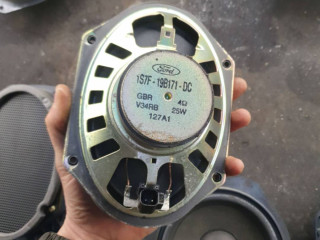 Ford
1S7F-19B171-DC
GBR 4Ω
V34RB 25W
127A1